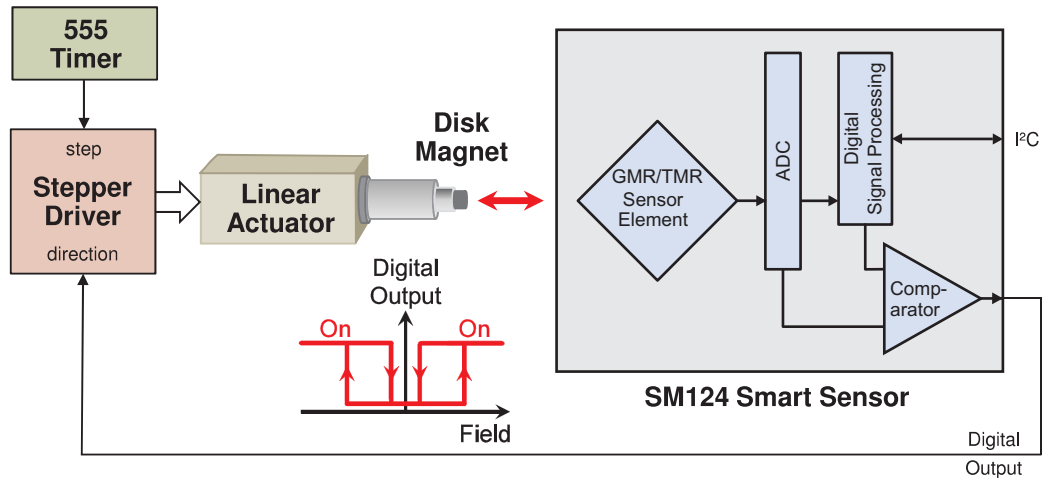 555
Timer
step
Stepper
Driver
direction
Linear
Actuator
Disk
Magnet
GMR/TMR
Sensor
Element
ADC
Digital
Signal Processing
I²C
Comp-
arator
SM124 Smart Sensor
Digital
Output
On
On
Field
Digital
Output